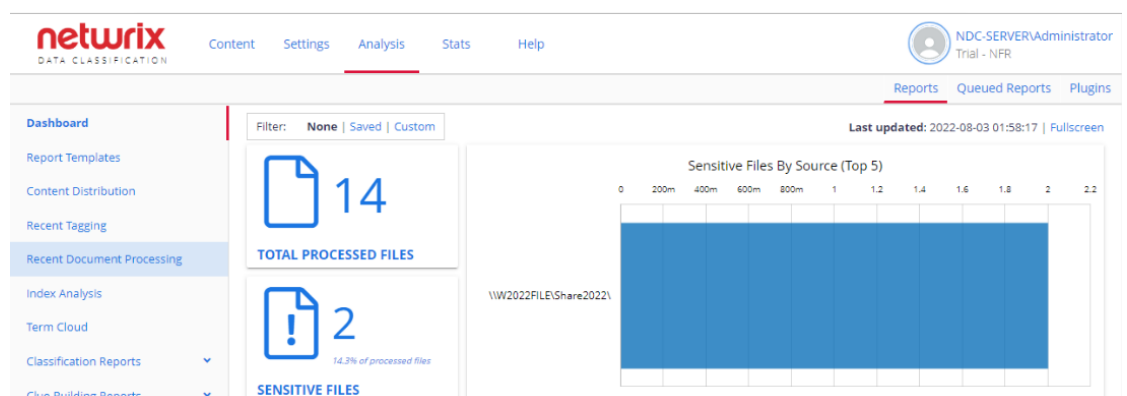 netwrix
DATA CLASSIFICATION
Content Settings Analysis Stats Help
NDC-SERVER\Administrator
Trial - NFR
Reports Queued Reports Plugins
Dashboard
Report Templates
Content Distribution
Recent Tagging
Recent Document Processing
Index Analysis
Term Cloud
Classification Reports
Clue Building Reports
Filter: None | Saved | Custom
Last updated: 2022-08-03 01:58:17 | Fullscreen
14
TOTAL PROCESSED FILES
2
14.3% of processed files
SENSITIVE FILES
Sensitive Files By Source (Top 5)
0 200m 400m 600m 800m 1 1.2 1.4 1.6 1.8 2 2.2
\\W2022FILE\Share2022\